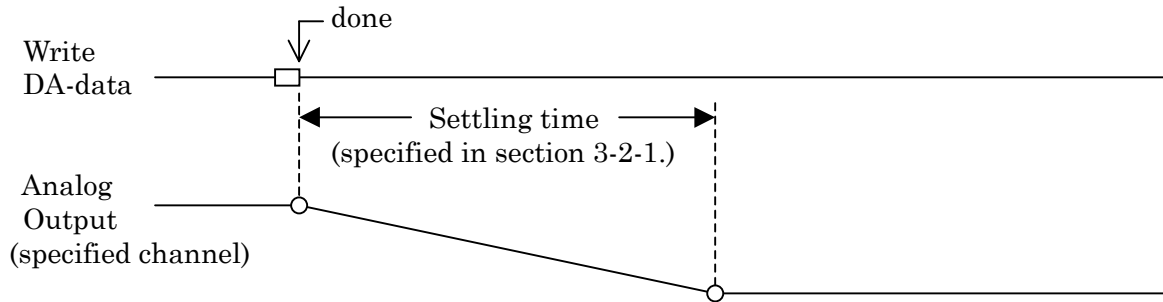 done
Write
DA-data
Settling time
(specified in section 3-2-1.)
Analog
Output
(specified channel)